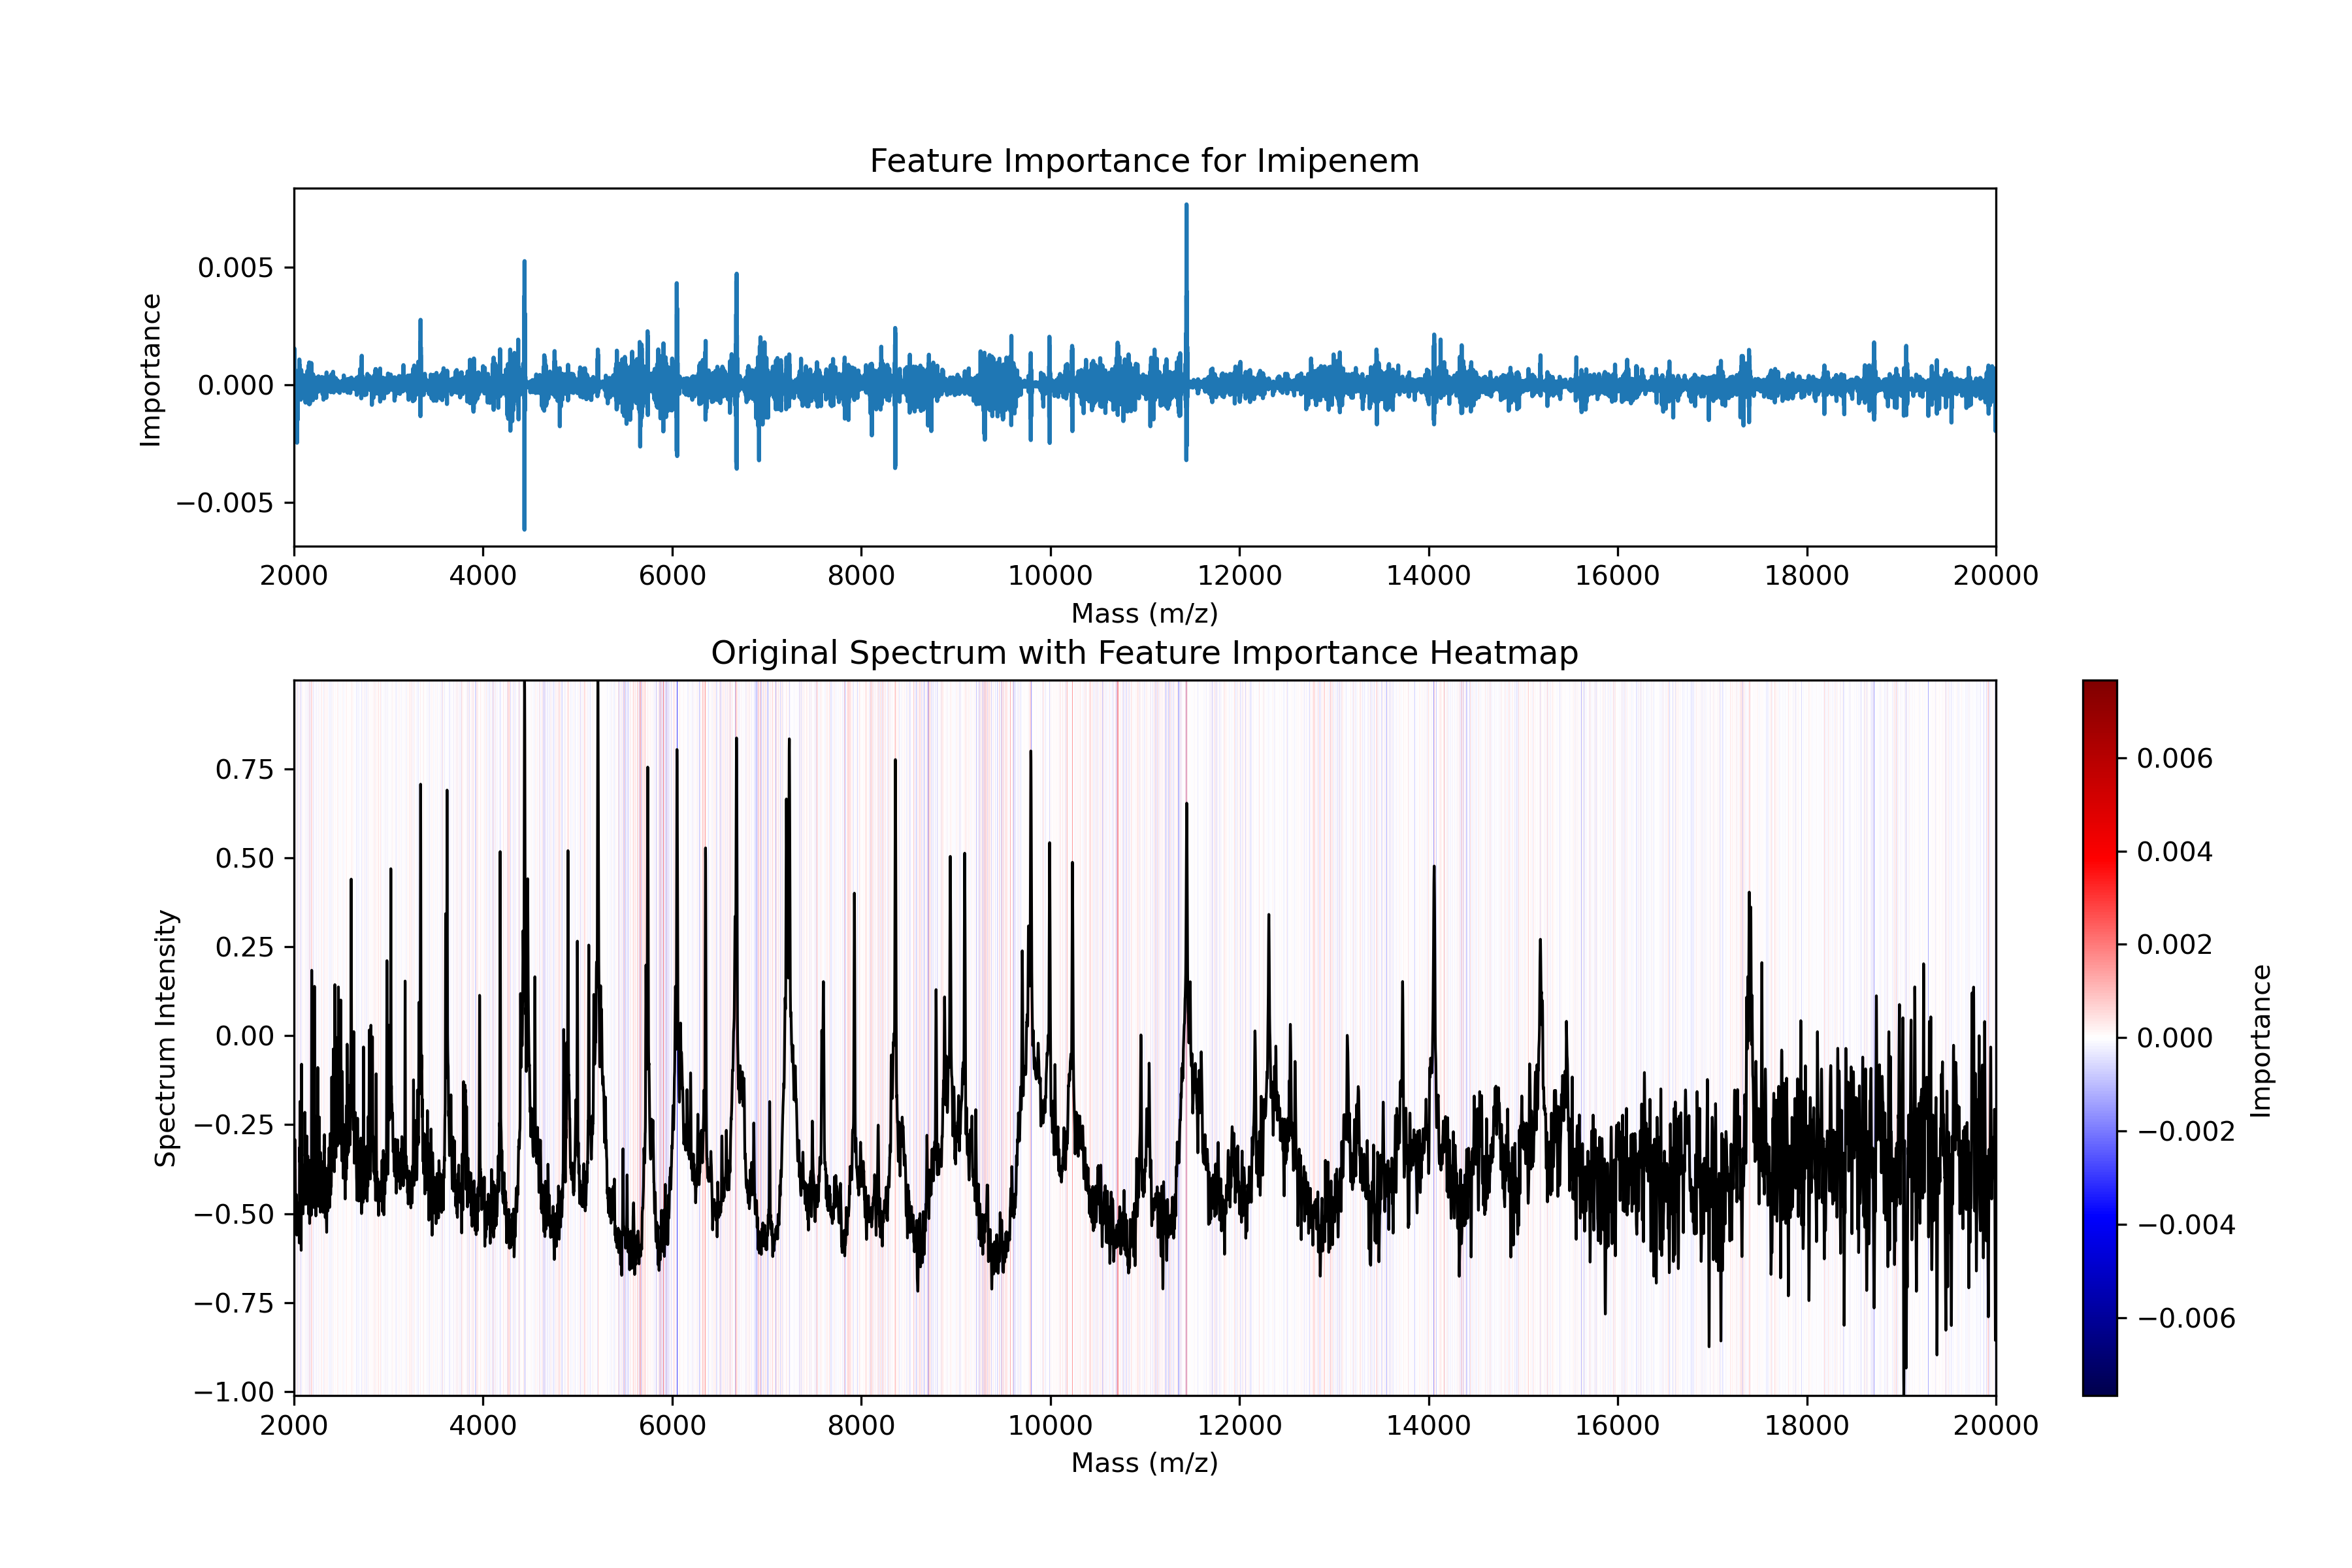 Feature Importance for Imipenem
Importance
0.005
0.000
−0.005
2000 4000 6000 8000 10000 12000 14000 16000 18000 20000
Mass (m/z)
Original Spectrum with Feature Importance Heatmap
Spectrum Intensity
0.75
0.50
0.25
0.00
−0.25
−0.50
−0.75
−1.00
2000 4000 6000 8000 10000 12000 14000 16000 18000 20000
Mass (m/z)
0.006
0.004
0.002
0.000
−0.002
−0.004
−0.006
Importance